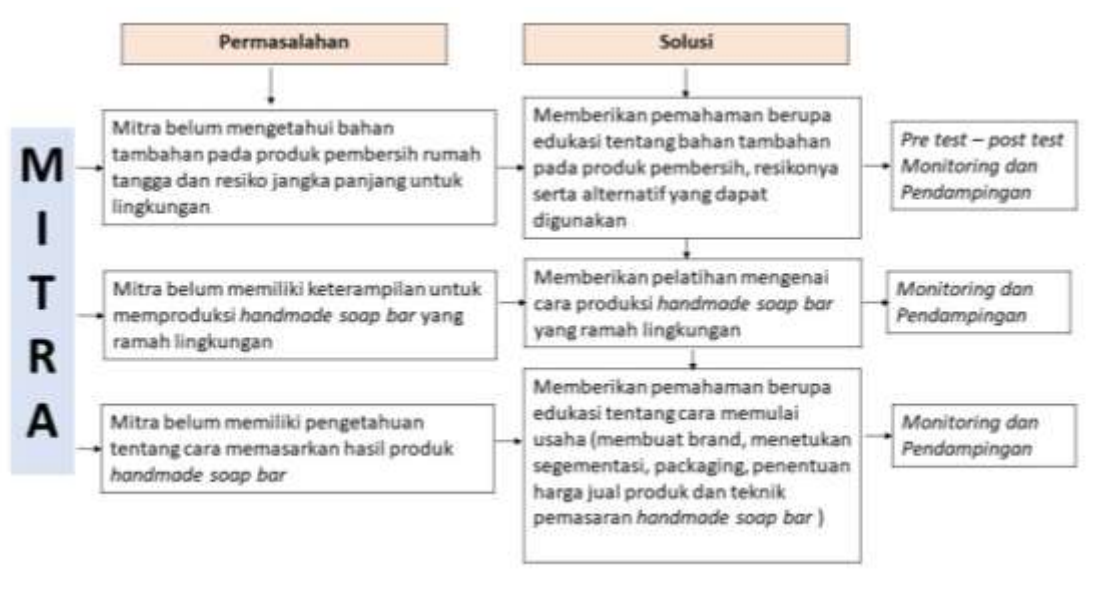 Permasalahan
Solusi
MITRA
Mitra belum mengetahui bahan
tambahan pada produk pembersih rumah
tangga dan resiko jangka panjang untuk
lingkungan
Memberikan pemahaman berupa
edukasi tentang bahan tambahan
pada produk pembersih, resikonya
serta alternatif yang dapat
digunakan
Pre test – post test
Monitoring dan
Pendampingan
Mitra belum memiliki keterampilan untuk
memproduksi handmade soap bar yang
ramah lingkungan
Memberikan pelatihan mengenai
cara produksi handmade soap bar
yang ramah lingkungan
Monitoring dan
Pendampingan
Mitra belum memiliki pengetahuan
tentang cara memasarkan hasil produk
handmade soap bar
Memberikan pemahaman berupa
edukasi tentang cara memulai
usaha (membuat brand, menetukan
segementasi, packaging, penentuan
harga jual produk dan teknik
pemasaran handmade soap bar )
Monitoring dan
Pendampingan